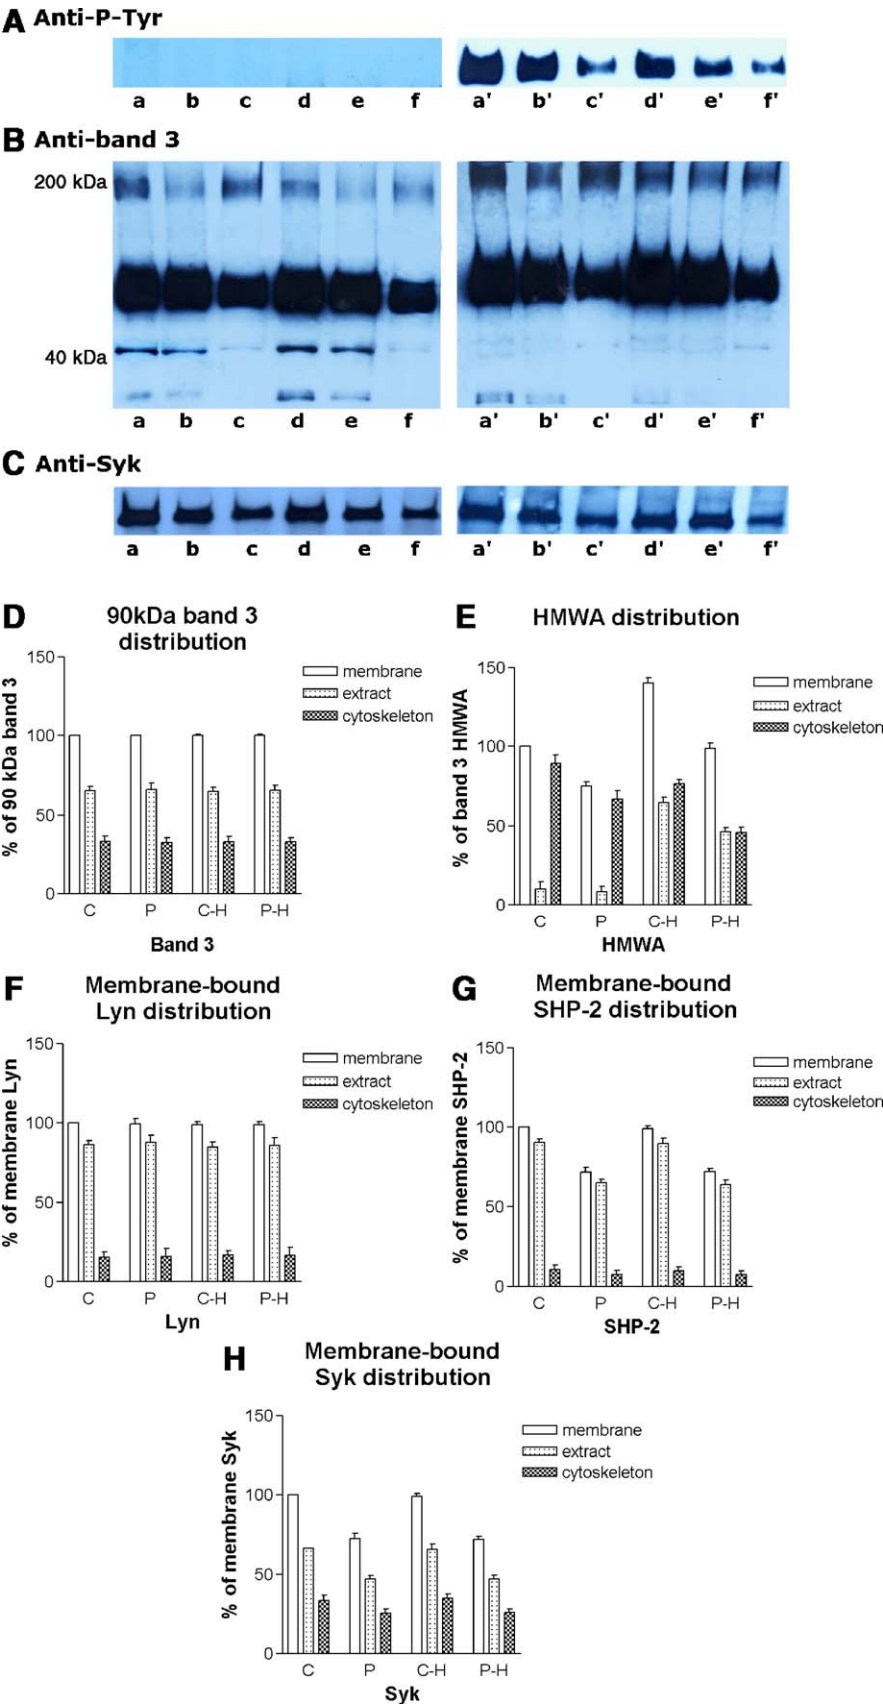 A Anti-P-Tyr
a b c d e f a' b' c' d' e' f'
B Anti-band 3
200 kDa
40 kDa
a b c d e f a' b' c' d' e' f'
C Anti-Syk
a b c d e f a' b' c' d' e' f'
D 90kDa band 3
distribution
% of 90 kDa band 3
150
100
50
0
membrane
extract
cytoskeleton
C P C-H P-H
Band 3
E HMWA distribution
% of band 3 HMWA
150
100
50
0
membrane
extract
cytoskeleton
C P C-H P-H
HMWA
F Membrane-bound
Lyn distribution
% of membrane Lyn
150
100
50
0
membrane
extract
cytoskeleton
C P C-H P-H
Lyn
G Membrane-bound
SHP-2 distribution
% of membrane SHP-2
150
100
50
0
membrane
extract
cytoskeleton
C P C-H P-H
SHP-2
H Membrane-bound
Syk distribution
% of membrane Syk
150
100
50
0
membrane
extract
cytoskeleton
C P C-H P-H
Syk